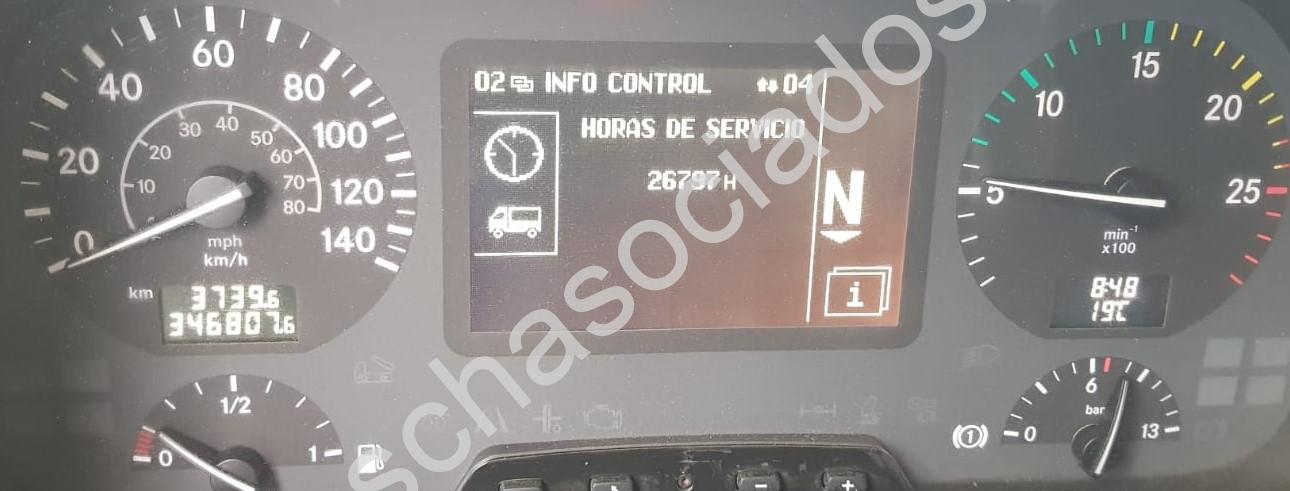 02 INFO CONTROL 04
HORAS DE SERVICIO
26797 H
N
i
0 20 40 60 80 100 120 140
10 20 30 40 50 60 70 80
mph
km/h
km
3739.6
346807.6
5 10 15 20 25
min⁻¹
x100
8:48
19°C
0 1/2 1
0 6 13
bar
(1)
schasociados